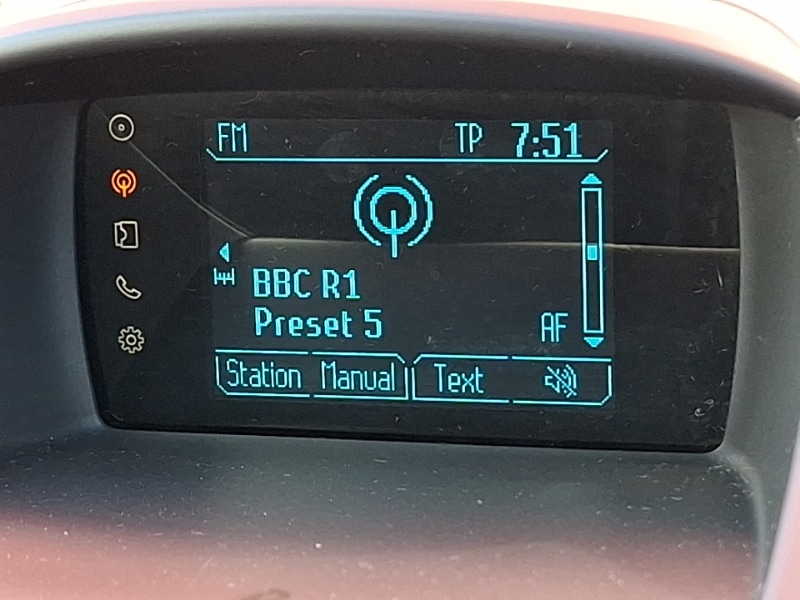 FM TP 7:51
BBC R1
Preset 5 AF
Station Manual Text